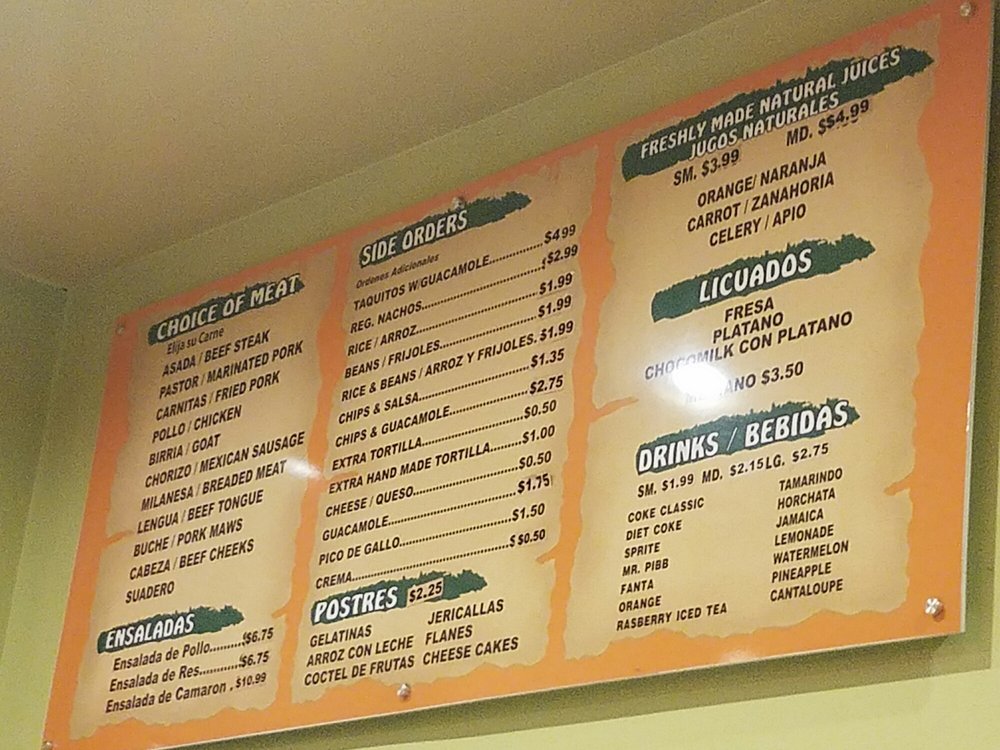 CHOICE OF MEAT
Elija su Carne
ASADA / BEEF STEAK
PASTOR / MARINATED PORK
CARNITAS / FRIED PORK
POLLO / CHICKEN
BIRRIA / GOAT
CHORIZO / MEXICAN SAUSAGE
MILANESA / BREADED MEAT
LENGUA / BEEF TONGUE
BUCHE / PORK MAWS
CABEZA / BEEF CHEEKS
SUADERO
ENSALADAS
Ensalada de Pollo.........$6.75
Ensalada de Res...........$6.75
Ensalada de Camaron . $10.99
SIDE ORDERS
Ordenes Adicionales
TAQUITOS W/GUACAMOLE.............$4 99
REG. NACHOS.............................$2.99
RICE / ARROZ.............................$1.99
BEANS / FRIJOLES........................$1.99
RICE & BEANS / ARROZ Y FRIJOLES. $1.99
CHIPS & SALSA...........................$1.35
CHIPS & GUACAMOLE.....................$2.75
EXTRA TORTILLA..........................$0.50
EXTRA HAND MADE TORTILLA.........$1.00
CHEESE / QUESO..........................$0.50
GUACAMOLE...............................$1.75
PICO DE GALLO............................$1.50
CREMA......................................$ $0.50
POSTRES $2.25
GELATINAS JERICALLAS
ARROZ CON LECHE FLANES
COCTEL DE FRUTAS CHEESE CAKES
FRESHLY MADE NATURAL JUICES
JUGOS NATURALES
SM. $3.99 MD. $$4.99
ORANGE/ NARANJA
CARROT / ZANAHORIA
CELERY / APIO
LICUADOS
FRESA
PLATANO
CHOCOMILK CON PLATANO
$3.50
DRINKS / BEBIDAS
SM. $1.99 MD. $2.15 LG. $2.75
COKE CLASSIC
DIET COKE
SPRITE
MR. PIBB
FANTA
ORANGE
RASBERRY ICED TEA
TAMARINDO
HORCHATA
JAMAICA
LEMONADE
WATERMELON
PINEAPPLE
CANTALOUPE